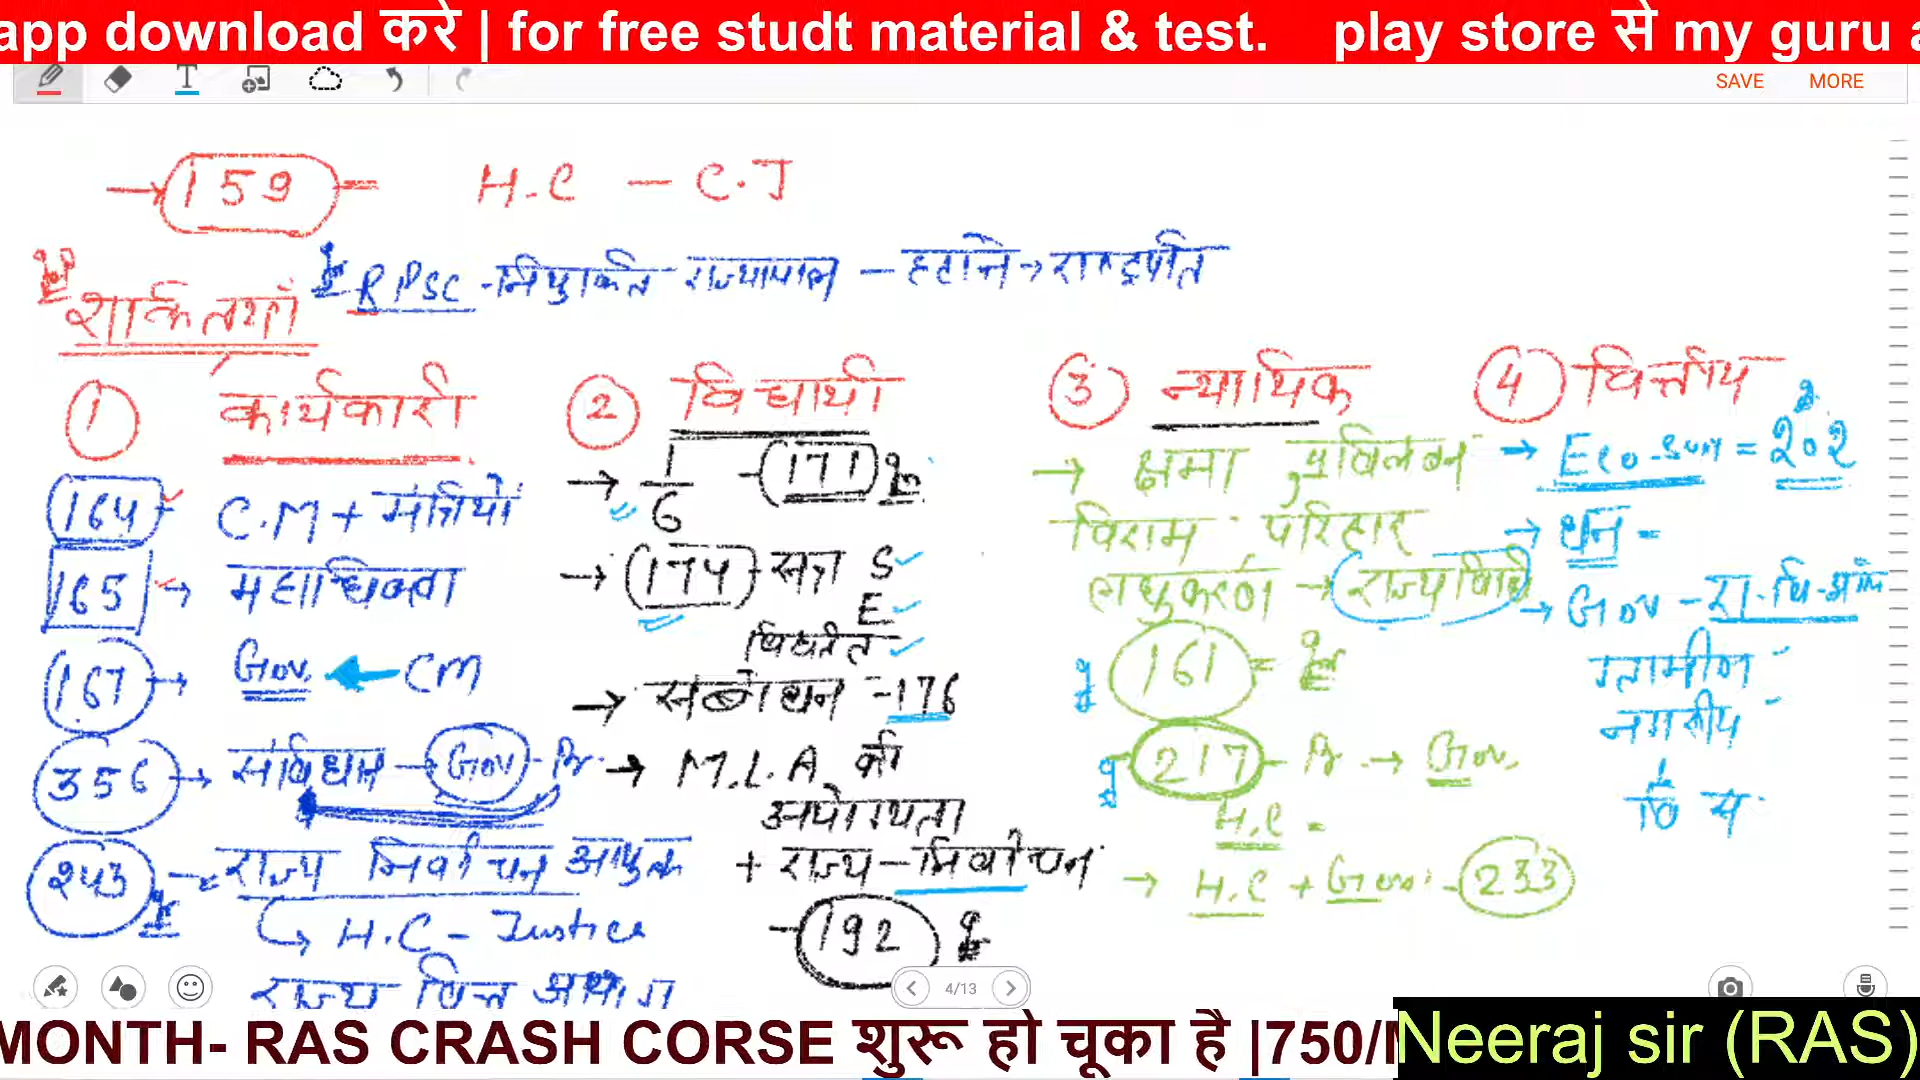 app download करे | for free studt material & test. play store से my guru a
SAVE MORE
159 = H.C - C.J
शक्तियाँ
RPSC - नियुक्ति राज्यपाल - हटाने → राष्ट्रपति
1 कार्यकारी
164 C.M + मंत्रियों
165 → महाधिवक्ता
167 → Gov. ← CM
356 → संविधान - Gov - रि.
243 - राज्य निर्वाचन आयुक्त
H.C - Justice
राज्य वित्त आयोग
2 विधायी
→ 1/6 - 171
→ 174 - सत्र S
E
विघटित
→ सम्बोधन - 176
→ M.L.A की
अयोग्यता
+ राज्य - निर्वाचन
- 192
3 न्यायिक
→ क्षमा, प्रविलंबन
विराम परिहार
लघुकरण → राज्य विधि
161 =
217 - → Gov.
H.C =
→ H.C + Gov. - 233
4 वित्तीय
→ Eco-Sun = 202
→ धन =
→ Gov - रा. वि. आ
ग्रामीण
नगरीय
वि स
4/13
MONTH- RAS CRASH CORSE शुरू हो चूका है |750/
Neeraj sir (RAS)